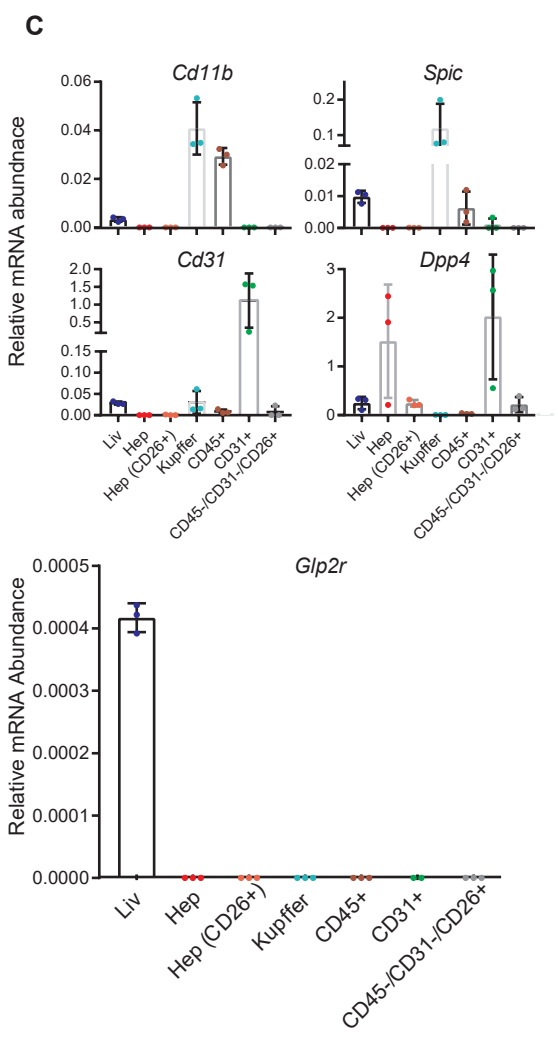 C
Relative mRNA abundnace
Cd11b
0.06
0.04
0.02
0.00
Spic
0.2
0.1
0.02
0.01
0.00
Cd31
2.0
1.5
1.0
0.5
0.15
0.10
0.05
0.00
Liv
Hep
Hep (CD26+)
Kupffer
CD45+
CD31+
CD45-/CD31-/CD26+
Dpp4
3
2
1
0
Liv
Hep
Hep (CD26+)
Kupffer
CD45+
CD31+
CD45-/CD31-/CD26+
Relative mRNA Abundance
Glp2r
0.0005
0.0004
0.0003
0.0002
0.0001
0.0000
Liv
Hep
Hep (CD26+)
Kupffer
CD45+
CD31+
CD45-/CD31-/CD26+